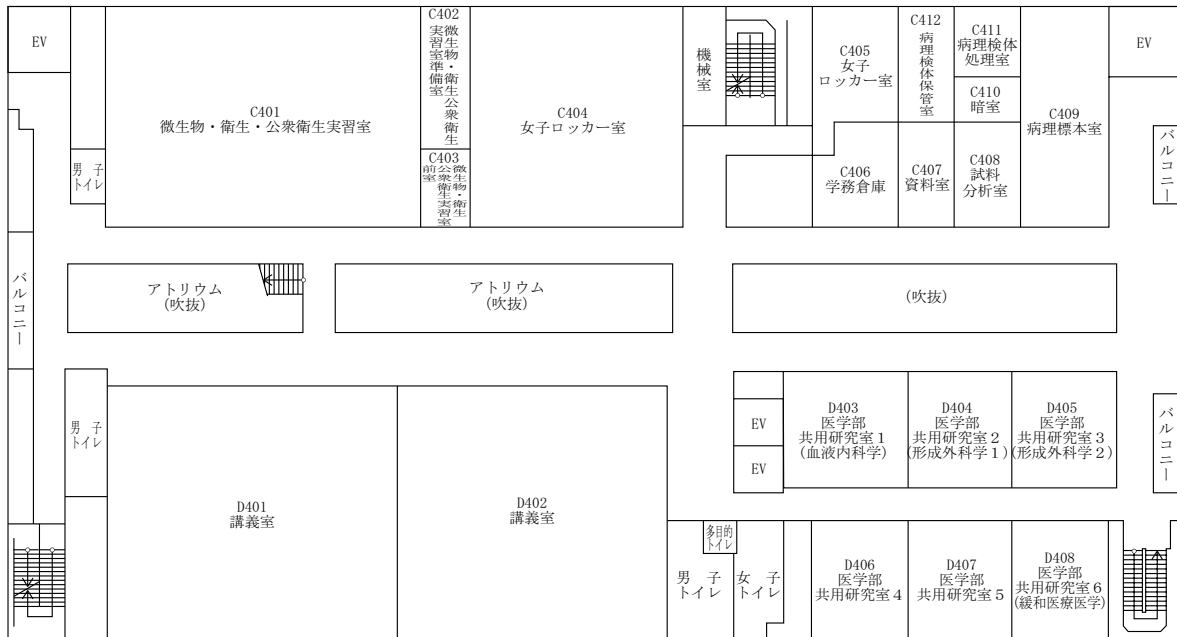 EV
C401
微生物・衛生・公衆衛生実習室
C402
微生物・衛生公衆衛生
実習室準備室
C403
微生物・衛生
公衆衛生実習室
前室
C404
女子ロッカー室
機械室
C405
女子
ロッカー室
C412
病理検体保管室
C411
病理検体
処理室
C410
暗室
C409
病理標本室
EV
男子
トイレ
C406
学務倉庫
C407
資料室
C408
試料
分析室
バルコニー
バルコニー
アトリウム
(吹抜)
アトリウム
(吹抜)
(吹抜)
男子
トイレ
D401
講義室
D402
講義室
EV
EV
D403
医学部
共用研究室1
(血液内科学)
D404
医学部
共用研究室2
(形成外科学1)
D405
医学部
共用研究室3
(形成外科学2)
バルコニー
多目的
トイレ
男子
トイレ
女子
トイレ
D406
医学部
共用研究室4
D407
医学部
共用研究室5
D408
医学部
共用研究室6
(緩和医療医学)